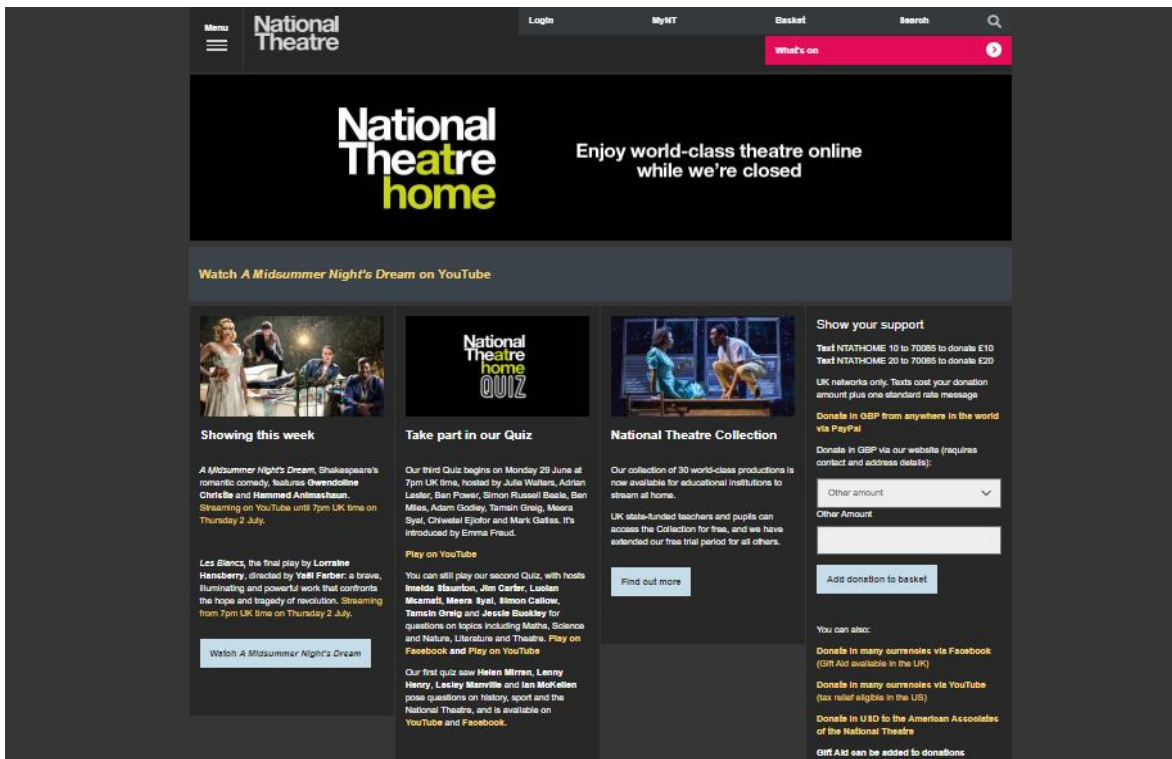 Menu
National
Theatre
Login
MyNT
Basket
Search
What's on
National
Theatre
home
Enjoy world-class theatre online
while we're closed
Watch A Midsummer Night's Dream on YouTube
Showing this week
A Midsummer Night's Dream, Shakespeare's
romantic comedy, features Gwendoline
Christie and Hammed Animashaun.
Streaming on YouTube until 7pm UK time on
Thursday 2 July.
Les Blancs, the final play by Lorraine
Hansberry, directed by Yaël Farber: a brave,
illuminating and powerful work that confronts
the hope and tragedy of revolution. Streaming
from 7pm UK time on Thursday 2 July.
Watch A Midsummer Night's Dream
National
Theatre
home
QUIZ
Take part in our Quiz
Our third Quiz begins on Monday 29 June at
7pm UK time, hosted by Julie Walters, Adrian
Lester, Ben Power, Simon Russell Beale, Ben
Miles, Adam Godley, Tamsin Greig, Meera
Syal, Chiwetel Ejiofor and Mark Gatiss. It's
introduced by Emma Freud.
Play on YouTube
You can still play our second Quiz, with hosts
Imelda Staunton, Jim Carter, Lucian
Msamati, Meera Syal, Simon Callow,
Tamsin Greig and Jessie Buckley for
questions on topics including Maths, Science
and Nature, Literature and Theatre. Play on
Facebook and Play on YouTube
Our first quiz saw Helen Mirren, Lenny
Henry, Lesley Manville and Ian McKellen
pose questions on history, sport and the
National Theatre, and is available on
YouTube and Facebook.
National Theatre Collection
Our collection of 30 world-class productions is
now available for educational institutions to
stream at home.
UK state-funded teachers and pupils can
access the Collection for free, and we have
extended our free trial period for all others.
Find out more
Show your support
Text NTATHOME 10 to 70085 to donate £10
Text NTATHOME 20 to 70085 to donate £20
UK networks only. Texts cost your donation
amount plus one standard rate message
Donate in GBP from anywhere in the world
via PayPal
Donate in GBP via our website (requires
contact and address details):
Other amount
Other Amount
Add donation to basket
You can also:
Donate in many currencies via Facebook
(Gift Aid available in the UK)
Donate in many currencies via YouTube
(tax relief eligible in the US)
Donate in USD to the American Associates
of the National Theatre
Gift Aid can be added to donations